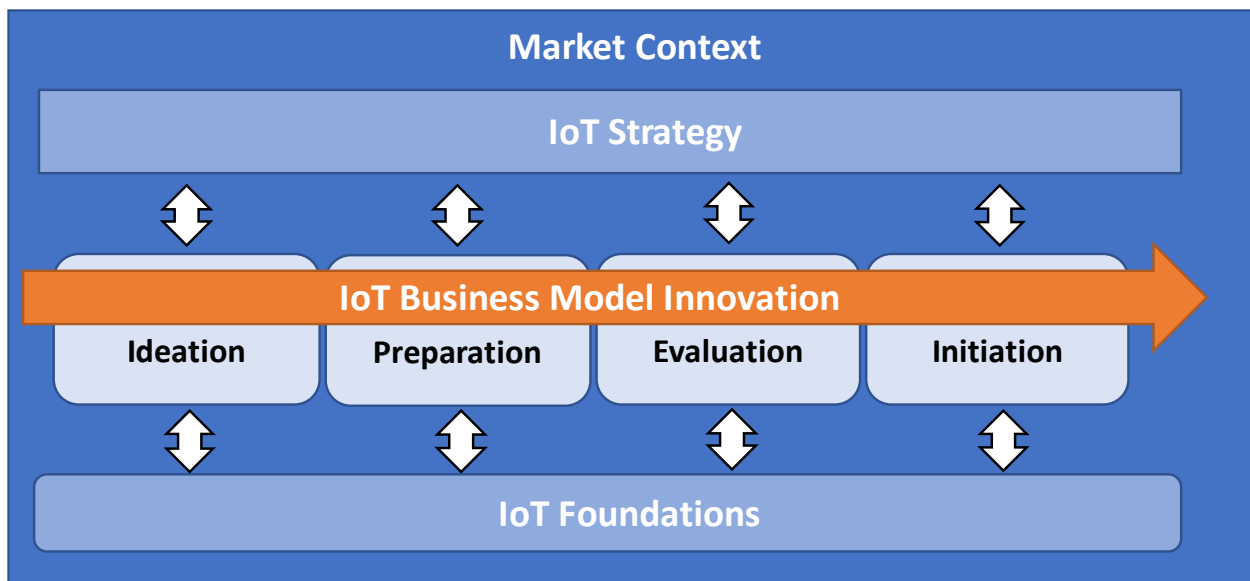 Market Context
IoT Strategy
IoT Business Model Innovation
Ideation
Preparation
Evaluation
Initiation
IoT Foundations